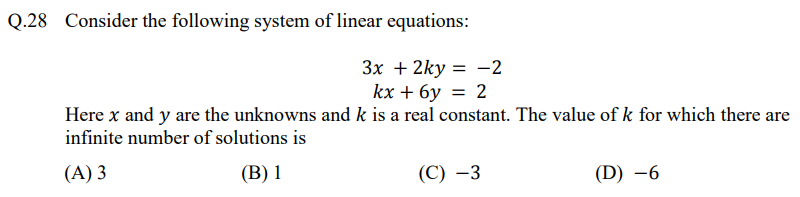 Q.28 Consider the following system of linear equations:
3x + 2ky = −2
kx + 6y = 2
Here x and y are the unknowns and k is a real constant. The value of k for which there are
infinite number of solutions is
(A) 3 (B) 1 (C) −3 (D) −6